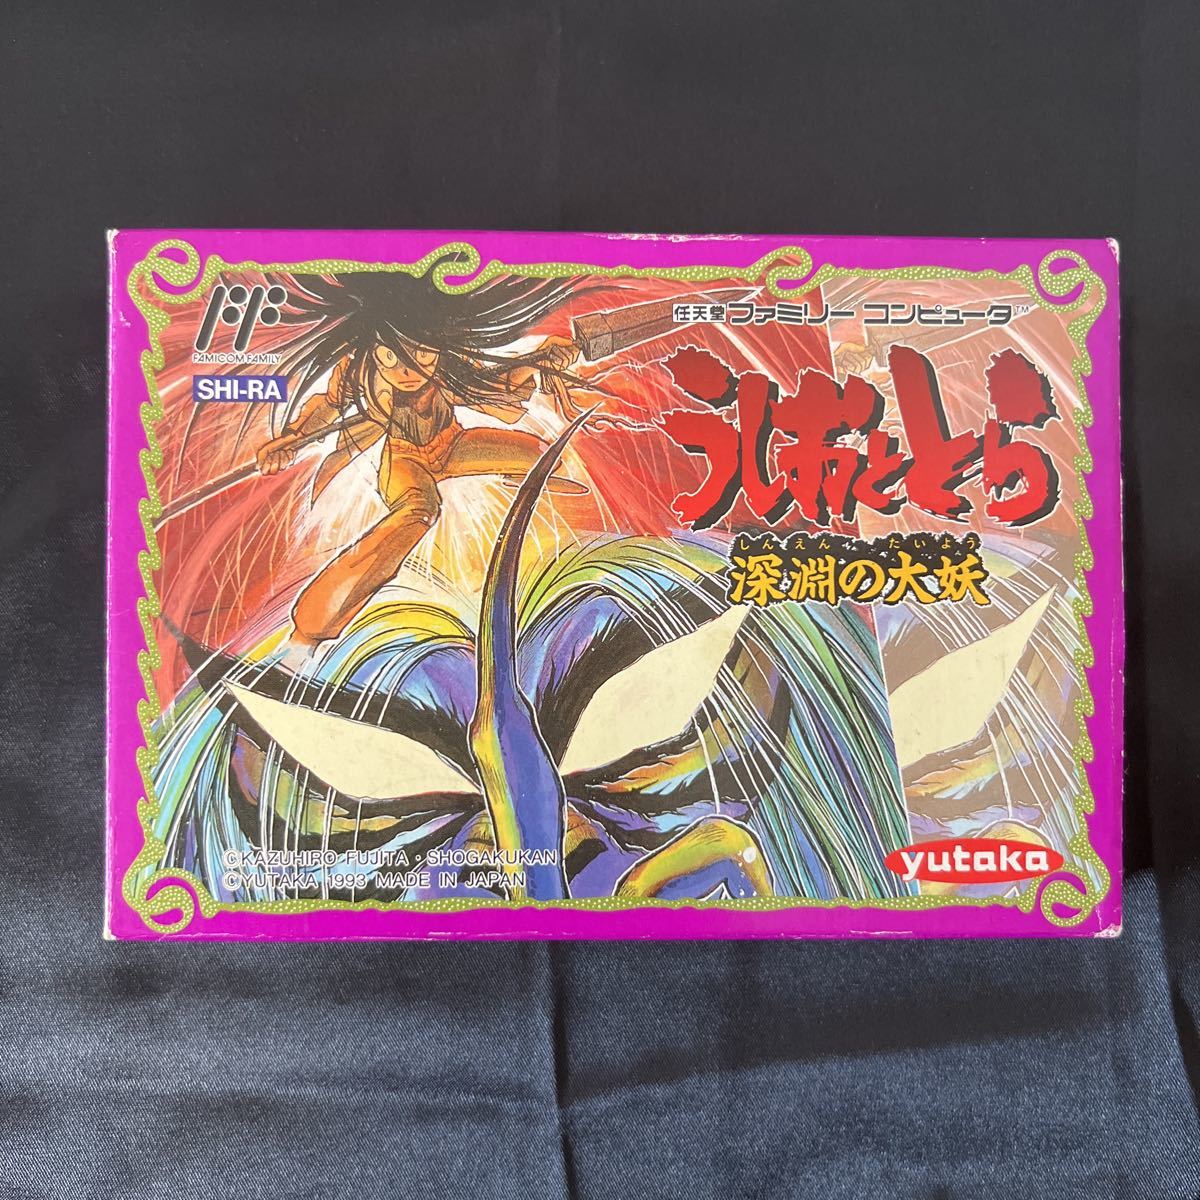 FAMICOM FAMILY
SHI-RA
任天堂 ファミリー コンピュータ™
うしおととら
しんえん たいよう
深淵の大妖
©KAZUHIRO FUJITA・SHOGAKUKAN
©YUTAKA 1993 MADE IN JAPAN
yutaka